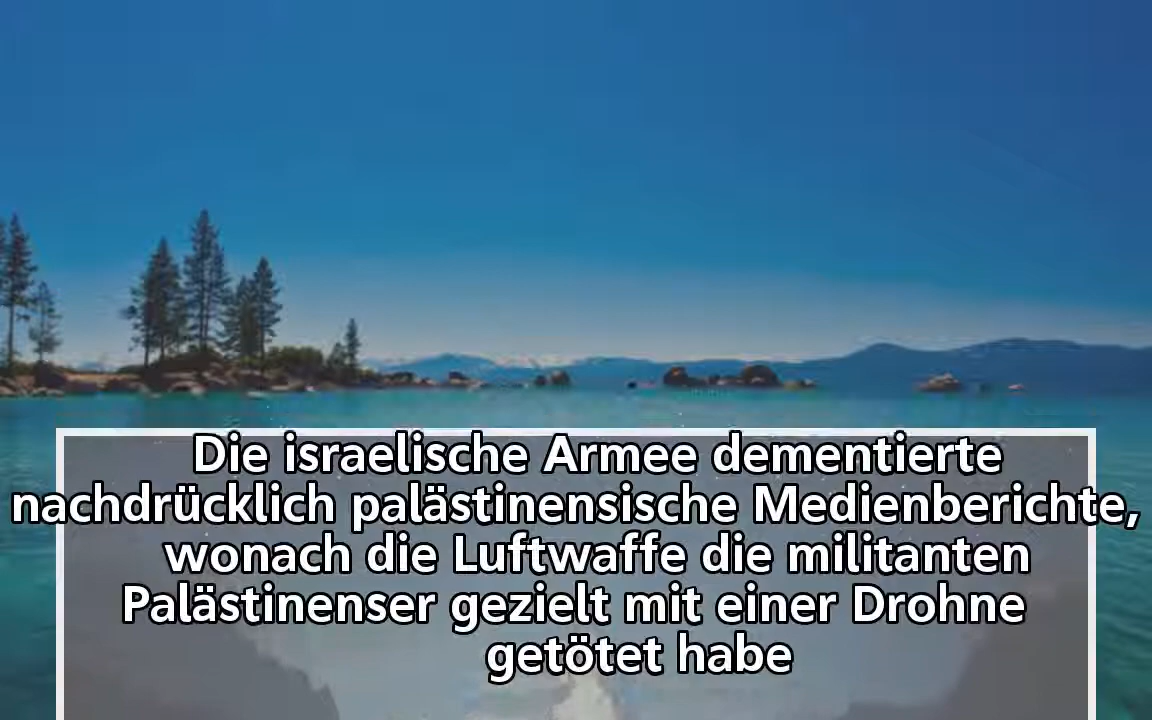 Die israelische Armee dementierte
nachdrücklich palästinensische Medienberichte,
wonach die Luftwaffe die militanten
Palästinenser gezielt mit einer Drohne
getötet habe